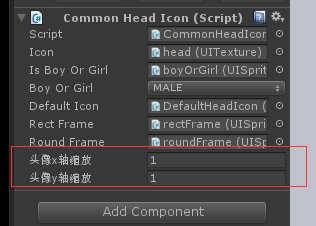 Common Head Icon (Script)
Script CommonHeadIcon
Icon head (UITexture)
Is Boy Or Girl boyOrGirl (UISprit
Boy Or Girl MALE
Default Icon DefaultHeadIcon (
Rect Frame rectFrame (UISprit
Round Frame roundFrame (UISpri
头像x轴缩放 1
头像y轴缩放 1
Add Component